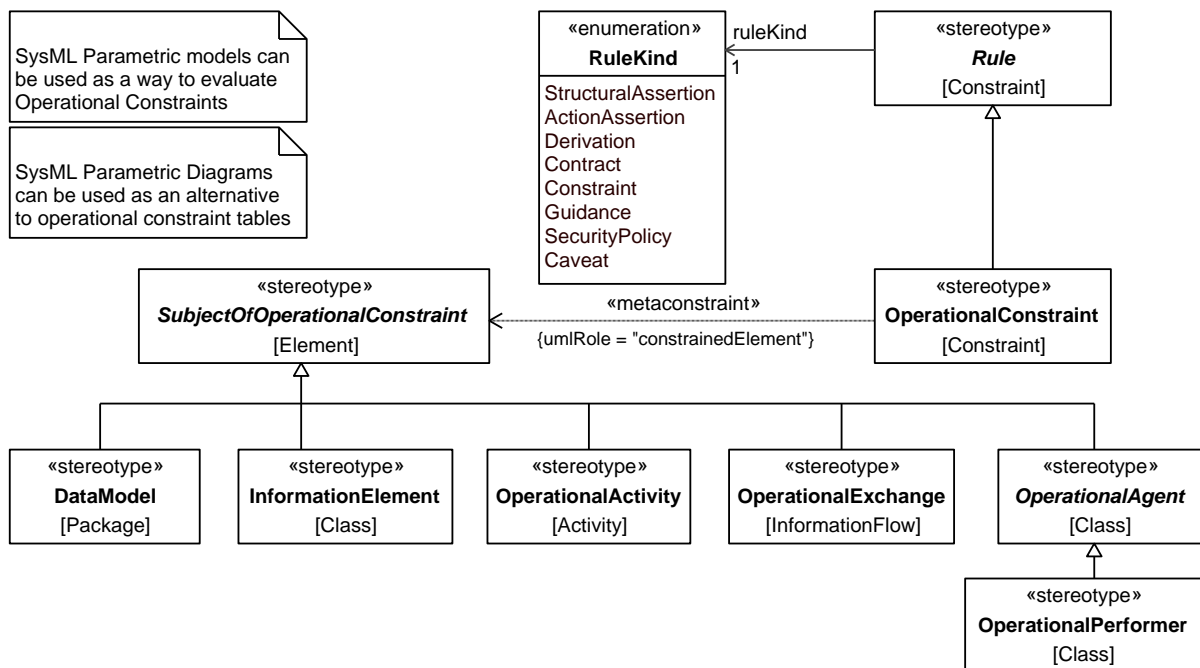 SysML Parametric models can
be used as a way to evaluate
Operational Constraints
SysML Parametric Diagrams
can be used as an alternative
to operational constraint tables
«enumeration»
RuleKind
StructuralAssertion
ActionAssertion
Derivation
Contract
Constraint
Guidance
SecurityPolicy
Caveat
ruleKind
1
«stereotype»
Rule
[Constraint]
«stereotype»
SubjectOfOperationalConstraint
[Element]
«metaconstraint»
{umlRole = "constrainedElement"}
«stereotype»
OperationalConstraint
[Constraint]
«stereotype»
DataModel
[Package]
«stereotype»
InformationElement
[Class]
«stereotype»
OperationalActivity
[Activity]
«stereotype»
OperationalExchange
[InformationFlow]
«stereotype»
OperationalAgent
[Class]
«stereotype»
OperationalPerformer
[Class]